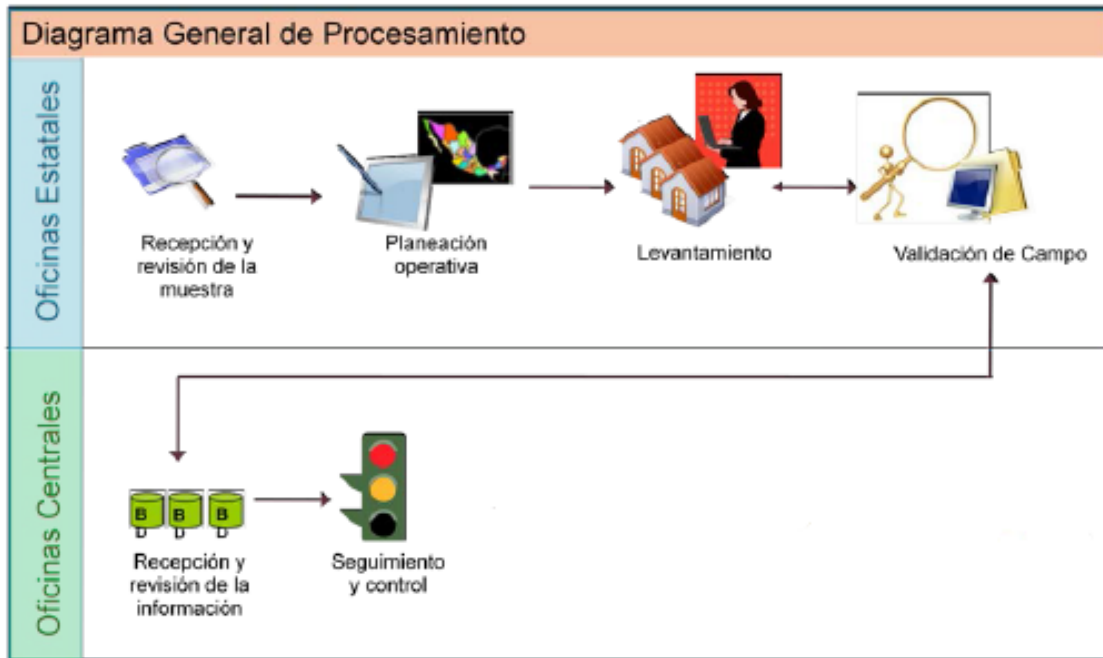 Diagrama General de Procesamiento
Oficinas Estatales
Recepción y
revisión de la
muestra
Planeación
operativa
Levantamiento
Validación de Campo
Oficinas Centrales
B
D
B
D
B
D
Recepción y
revisión de la
información
Seguimiento
y control